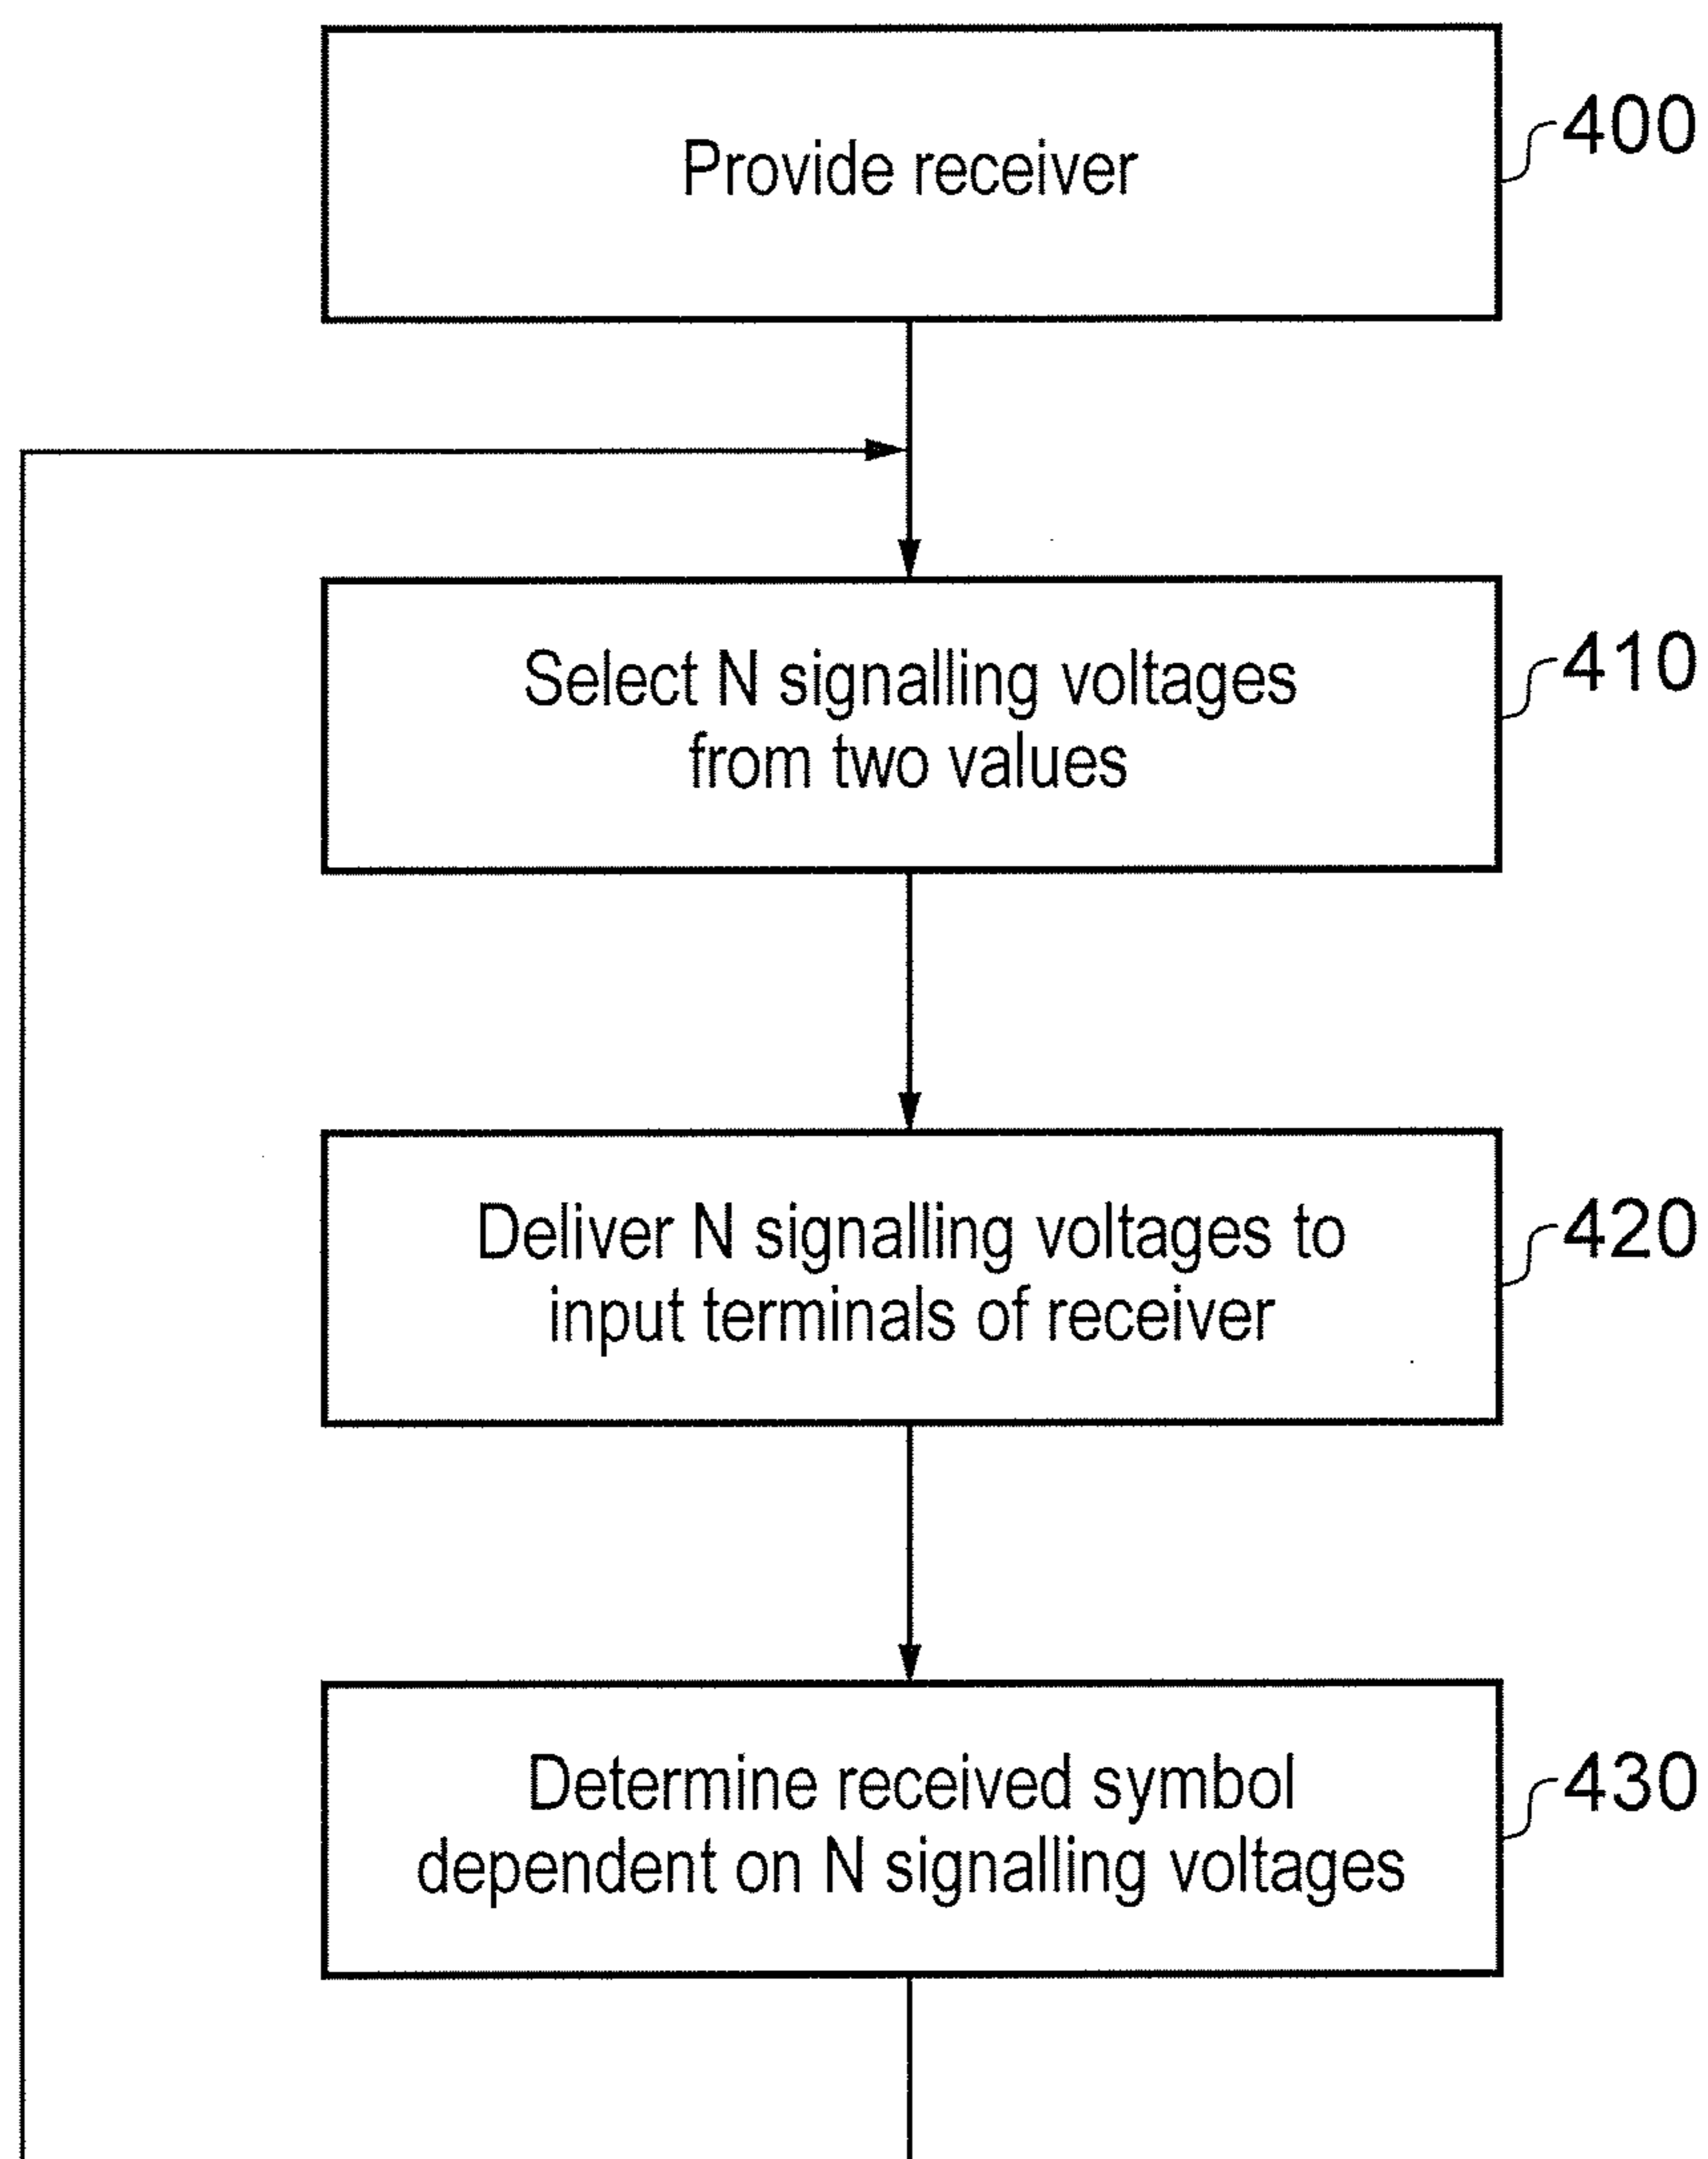 Provide receiver
400
Select N signalling voltages
from two values
410
Deliver N signalling voltages to
input terminals of receiver
420
Determine received symbol
dependent on N signalling voltages
430